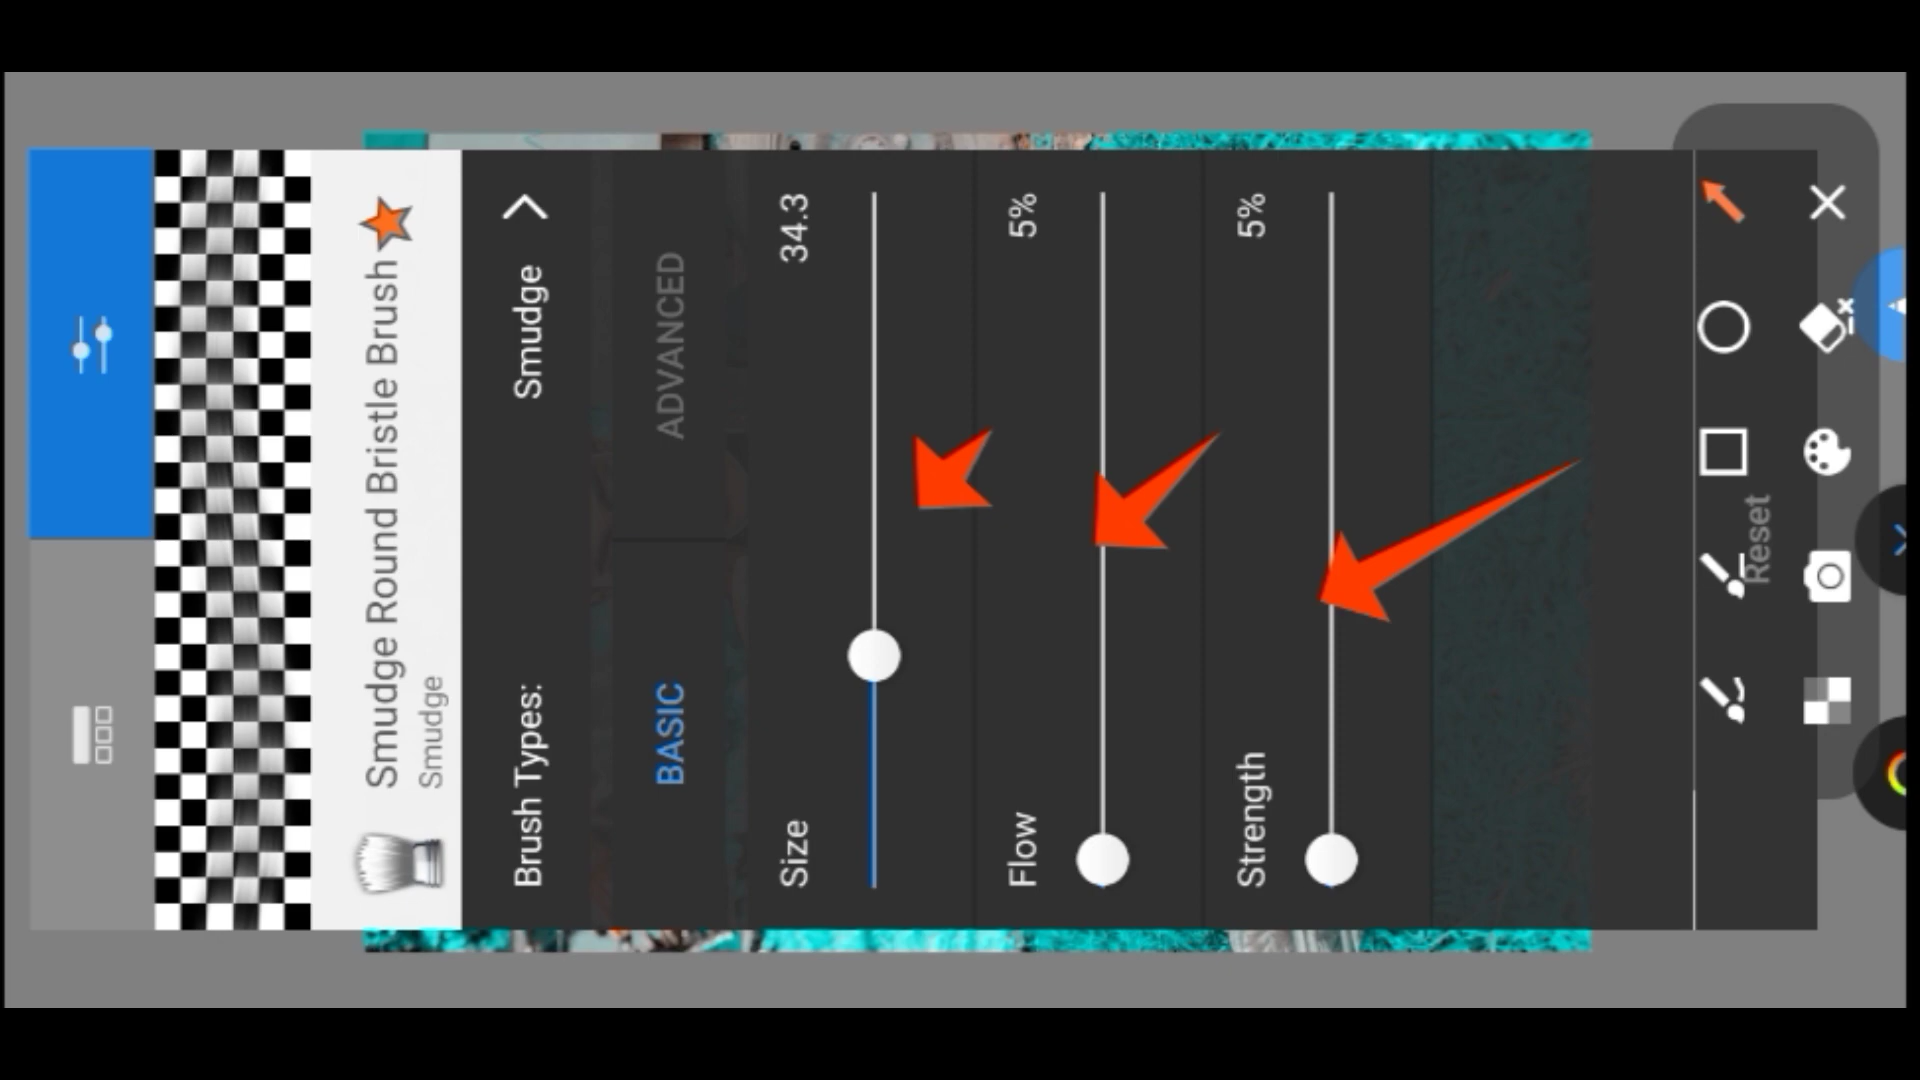 Smudge Round Bristle Brush
Smudge
Brush Types:
Smudge
BASIC
ADVANCED
Size
34.3
Flow
5%
Strength
5%
Reset